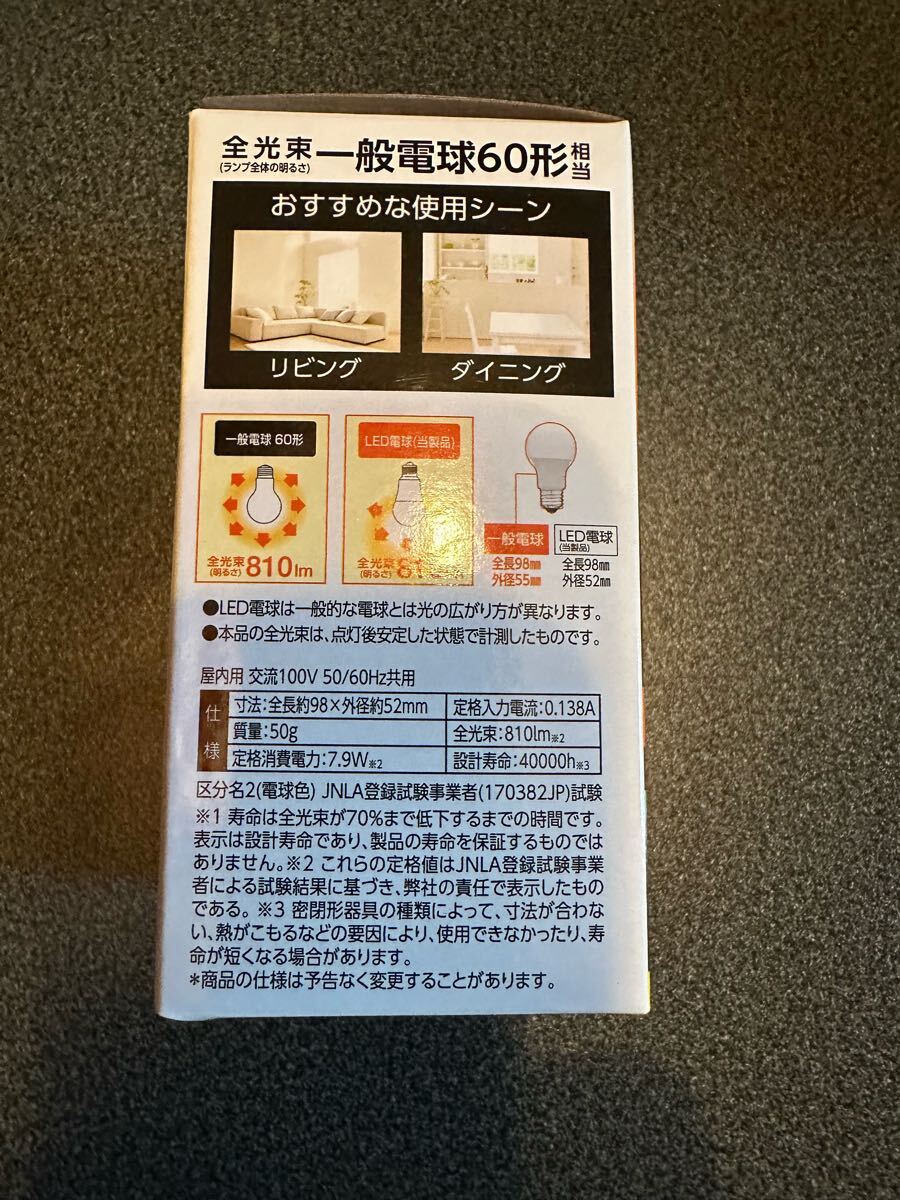 全光束
(ランプ全体の明るさ)
一般電球60形相当
おすすめな使用シーン
リビング
ダイニング
一般電球 60形
LED電球(当製品)
全光束
(明るさ)
810lm
全光束
(明るさ)
一般電球
LED電球
(当製品)
全長98mm
外径55mm
全長98mm
外径52mm
●LED電球は一般的な電球とは光の広がり方が異なります。
●本品の全光束は、点灯後安定した状態で計測したものです。
屋内用 交流100V 50/60Hz共用
仕様
寸法:全長約98×外径約52mm
定格入力電流:0.138A
質量:50g
全光束:810lm※2
定格消費電力:7.9W※2
設計寿命:40000h※3
区分名2(電球色) JNLA登録試験事業者(170382JP)試験
※1 寿命は全光束が70%まで低下するまでの時間です。
表示は設計寿命であり、製品の寿命を保証するものでは
ありません。※2 これらの定格値はJNLA登録試験事業
者による試験結果に基づき、弊社の責任で表示したもの
である。※3 密閉形器具の種類によって、寸法が合わな
い、熱がこもるなどの要因により、使用できなかったり、寿
命が短くなる場合があります。
*商品の仕様は予告なく変更することがあります。